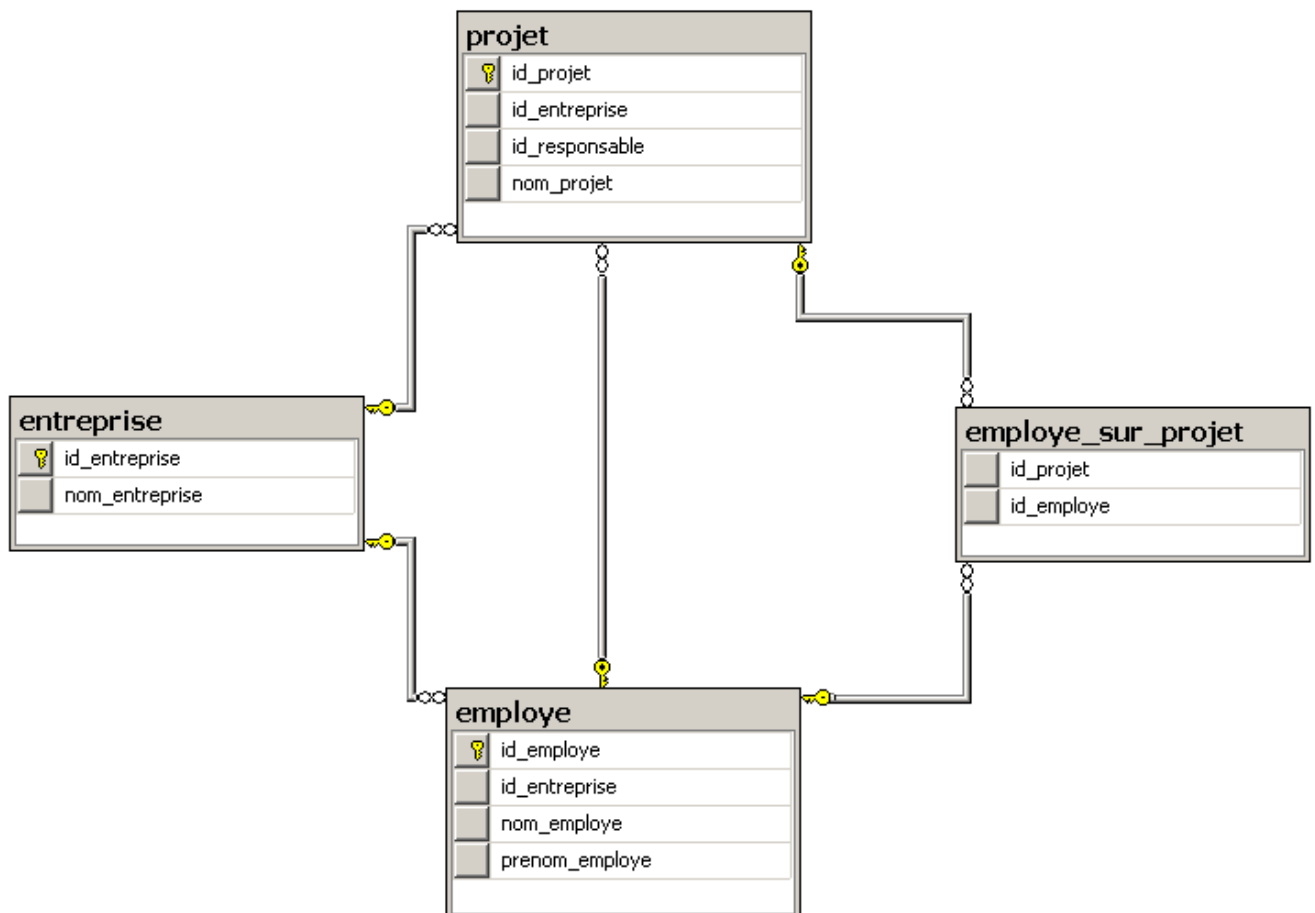 projet
id_projet
id_entreprise
id_responsable
nom_projet
entreprise
id_entreprise
nom_entreprise
employe_sur_projet
id_projet
id_employe
employe
id_employe
id_entreprise
nom_employe
prenom_employe